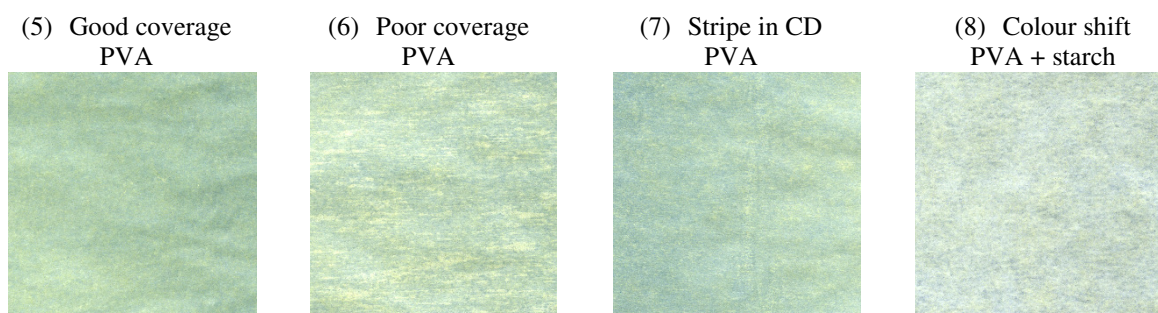 (5) Good coverage
PVA
(6) Poor coverage
PVA
(7) Stripe in CD
PVA
(8) Colour shift
PVA + starch